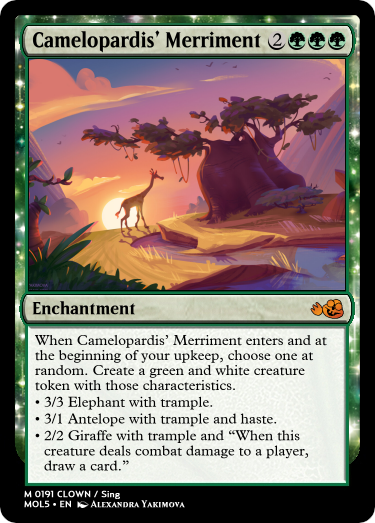 Camelopardis’ Merriment 2
Enchantment
When Camelopardis’ Merriment enters and at
the beginning of your upkeep, choose one at
random. Create a green and white creature
token with those characteristics.
• 3/3 Elephant with trample.
• 3/1 Antelope with trample and haste.
• 2/2 Giraffe with trample and “When this
creature deals combat damage to a player,
draw a card.”
M 0191 CLOWN / Sing
MOL5 • EN Alexandra Yakimova